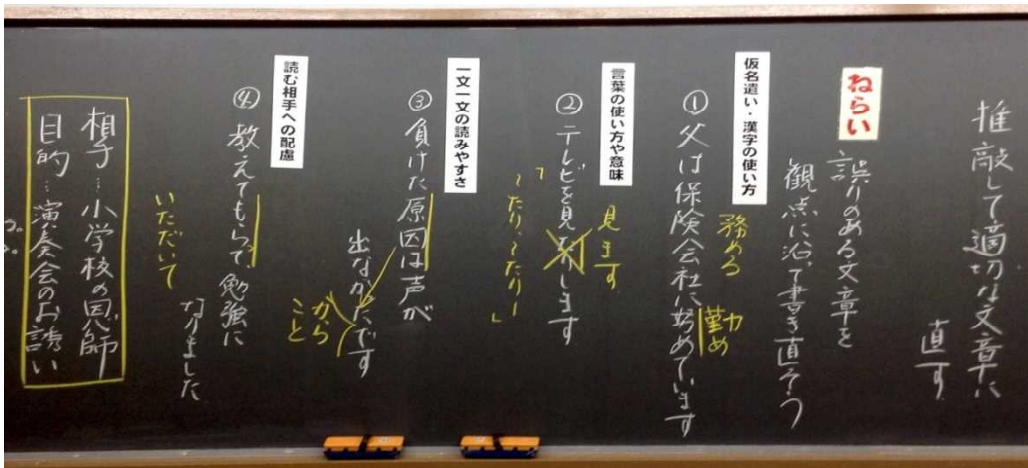 推敲して適切な文章に
直す
ねらい
誤りのある文章を
観点に沿って書き直そう
仮名遣い・漢字の使い方
務める 勤め
①父は保険会社に努めています
言葉の使い方や意味
見ます
②テレビを見たりします
「~たり、~たり~」
一文一文の読みやすさ
③負けた原因は声が
出なかったです
から
こと
読む相手への配慮
④教えてもらって、勉強に
なりました
いただいて
相手…小学校の恩師
目的…演奏会のお誘い